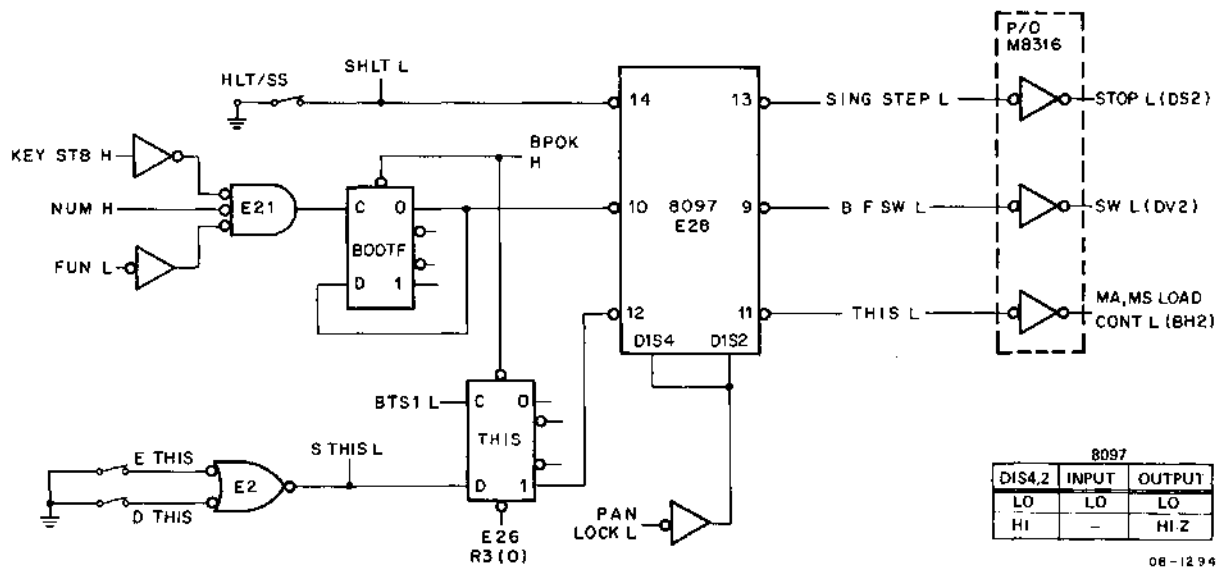 P/O
M8316
HLT/SS
SHLT L
14
13
SING STEP L
STOP L (DS2)
KEY STB H
BPOK
H
NUM H
E21
C
0
10
8097
E28
9
B F SW L
SW L (DV2)
BOOTF
FUN L
D
1
12
11
THIS L
MA, MS LOAD
CONT L (BH2)
DIS4
DIS2
BTS1 L
C
0
THIS
E THIS
E2
S THIS L
D
1
D THIS
E26
R3 (0)
PAN
LOCK L
8097
DIS4,2 INPUT OUTPUT
LO LO LO
HI – HI-Z
08-1294